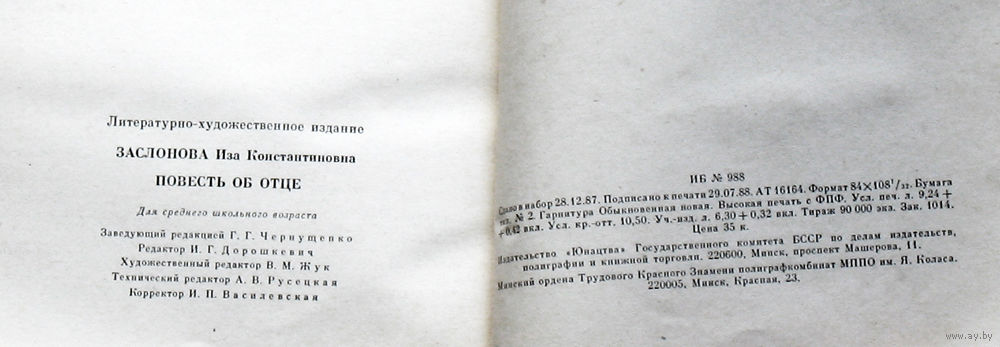 Литературно-художественное издание
ЗАСЛОНОВА Иза Константиновна
ПОВЕСТЬ ОБ ОТЦЕ
Для среднего школьного возраста
Заведующий редакцией Г. Г. Чернущенко
Редактор И. Г. Дорошкевич
Художественный редактор В. М. Жук
Технический редактор А. В. Русецкая
Корректор И. П. Василевская
ИБ № 988
Сдано в набор 28.12.87. Подписано к печати 29.07.88. АТ 16164. Формат 84×108¹/₃₂. Бумага
тип. № 2. Гарнитура Обыкновенная новая. Высокая печать с ФПФ. Усл. печ. л. 9,24+
+0,42 вкл. Усл. кр.-отт. 10,50. Уч.-изд. л. 6,30+0,32 вкл. Тираж 90 000 экз. Зак. 1014.
Цена 35 к.
Издательство «Юнацтва» Государственного комитета БССР по делам издательств,
полиграфии и книжной торговли. 220600, Минск, проспект Машерова, 11.
Минский ордена Трудового Красного Знамени полиграфкомбинат МППО им. Я. Коласа.
220005, Минск, Красная, 23.
www.ay.by